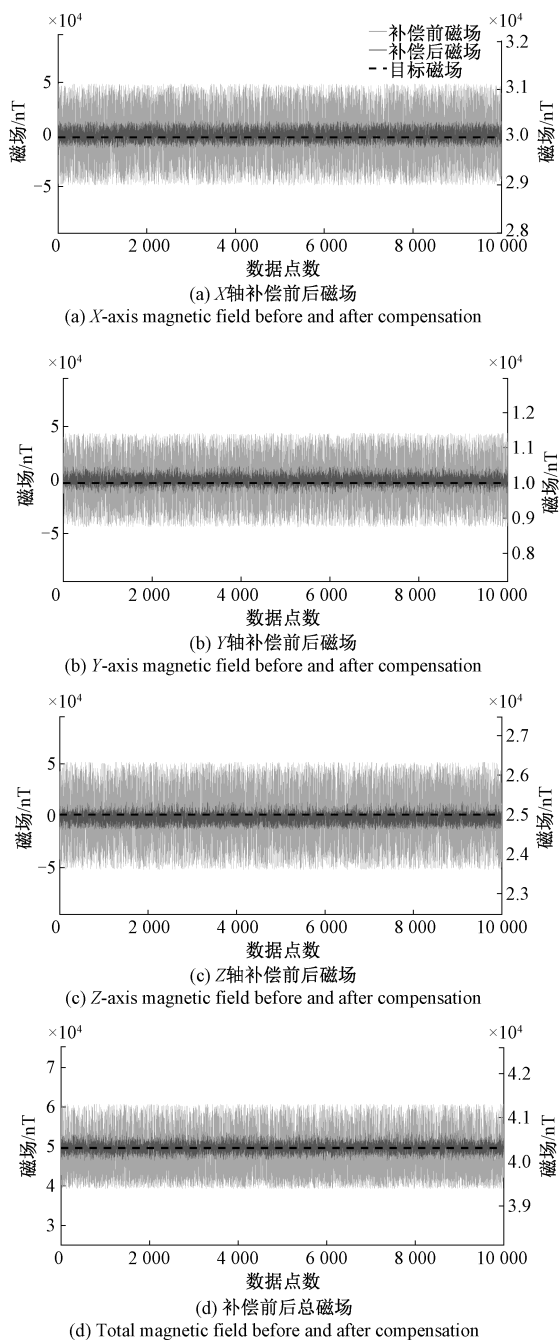 ×10⁴ ×10⁴
补偿前磁场
补偿后磁场
目标磁场
磁场/nT
5
0
−5
3.2
3.1
3.0
2.9
2.8
磁场/nT
0 2 000 4 000 6 000 8 000 10 000
数据点数
(a) X轴补偿前后磁场
(a) X-axis magnetic field before and after compensation
×10⁴ ×10⁴
磁场/nT
5
0
−5
1.2
1.1
1.0
0.9
0.8
磁场/nT
0 2 000 4 000 6 000 8 000 10 000
数据点数
(b) Y轴补偿前后磁场
(b) Y-axis magnetic field before and after compensation
×10⁴ ×10⁴
磁场/nT
5
0
−5
2.7
2.6
2.5
2.4
2.3
磁场/nT
0 2 000 4 000 6 000 8 000 10 000
数据点数
(c) Z轴补偿前后磁场
(c) Z-axis magnetic field before and after compensation
×10⁴ ×10⁴
磁场/nT
7
6
5
4
3
4.2
4.1
4.0
3.9
磁场/nT
0 2 000 4 000 6 000 8 000 10 000
数据点数
(d) 补偿前后总磁场
(d) Total magnetic field before and after compensation